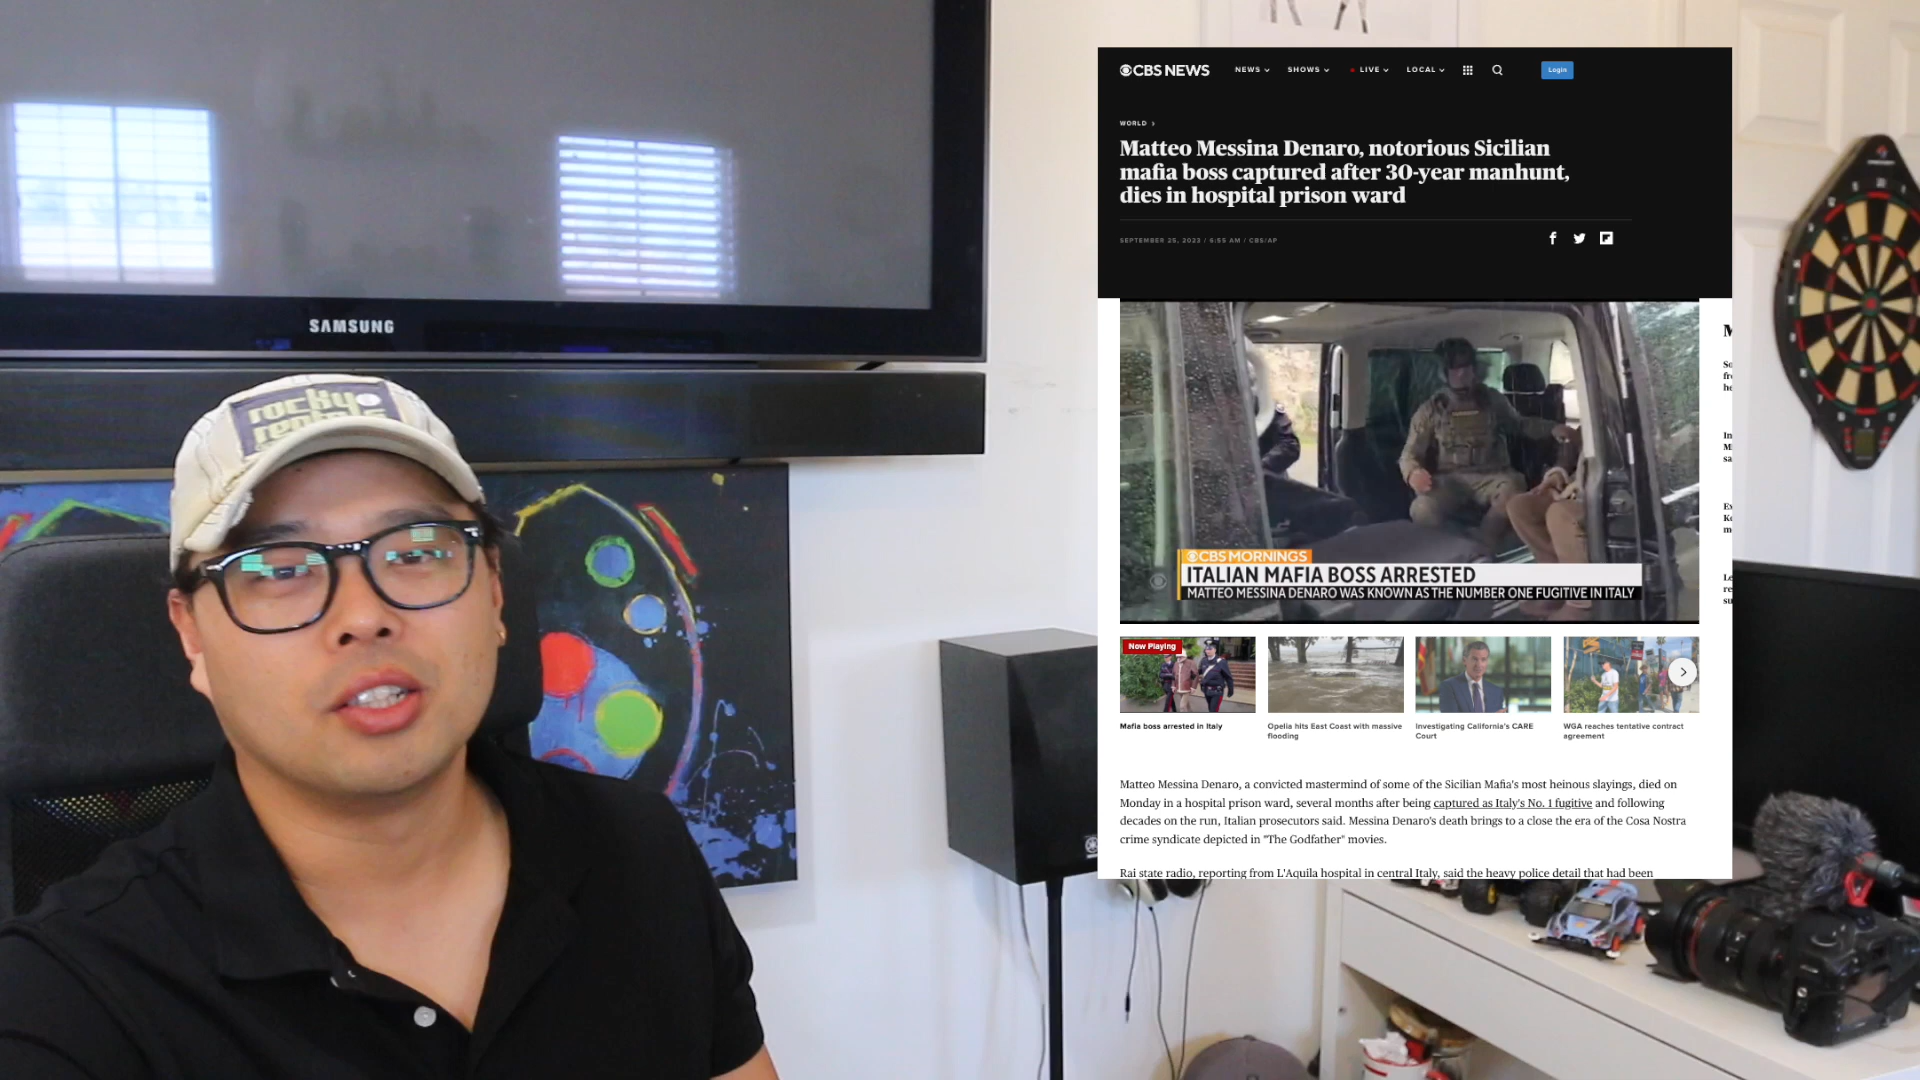 SAMSUNG
rocky
CBS NEWS
NEWS
SHOWS
LIVE
LOCAL
Login
WORLD
Matteo Messina Denaro, notorious Sicilian
mafia boss captured after 30-year manhunt,
dies in hospital prison ward
SEPTEMBER 25, 2023 / 6:55 AM / CBS/AP
CBS MORNINGS
ITALIAN MAFIA BOSS ARRESTED
MATTEO MESSINA DENARO WAS KNOWN AS THE NUMBER ONE FUGITIVE IN ITALY
Now Playing
Mafia boss arrested in Italy
Opelia hits East Coast with massive
flooding
Investigating California's CARE
Court
WGA reaches tentative contract
agreement
Matteo Messina Denaro, a convicted mastermind of some of the Sicilian Mafia's most heinous slayings, died on
Monday in a hospital prison ward, several months after being captured as Italy's No. 1 fugitive and following
decades on the run, Italian prosecutors said. Messina Denaro's death brings to a close the era of the Cosa Nostra
crime syndicate depicted in "The Godfather" movies.
Rai state radio, reporting from L'Aquila hospital in central Italy, said the heavy police detail that had been